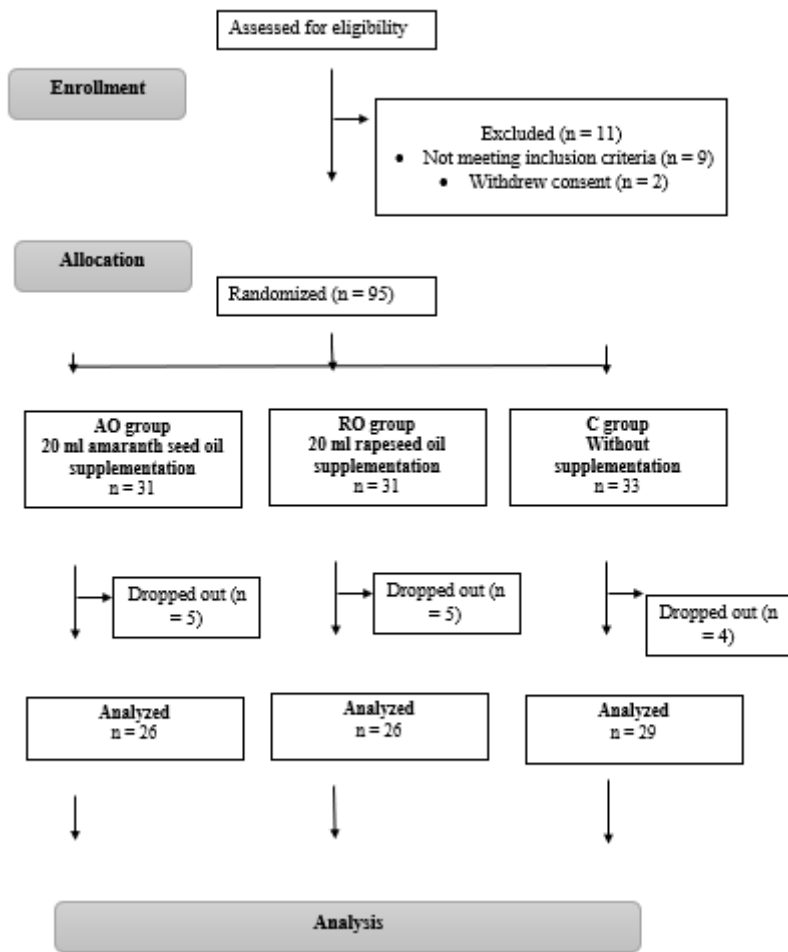 Assessed for eligibility
Enrollment
Excluded (n = 11)
• Not meeting inclusion criteria (n = 9)
• Withdrew consent (n = 2)
Allocation
Randomized (n = 95)
AO group
20 ml amaranth seed oil
supplementation
n = 31
RO group
20 ml rapeseed oil
supplementation
n = 31
C group
Without
supplementation
n = 33
Dropped out (n
= 5)
Dropped out (n
= 5)
Dropped out (n
= 4)
Analyzed
n = 26
Analyzed
n = 26
Analyzed
n = 29
Analysis